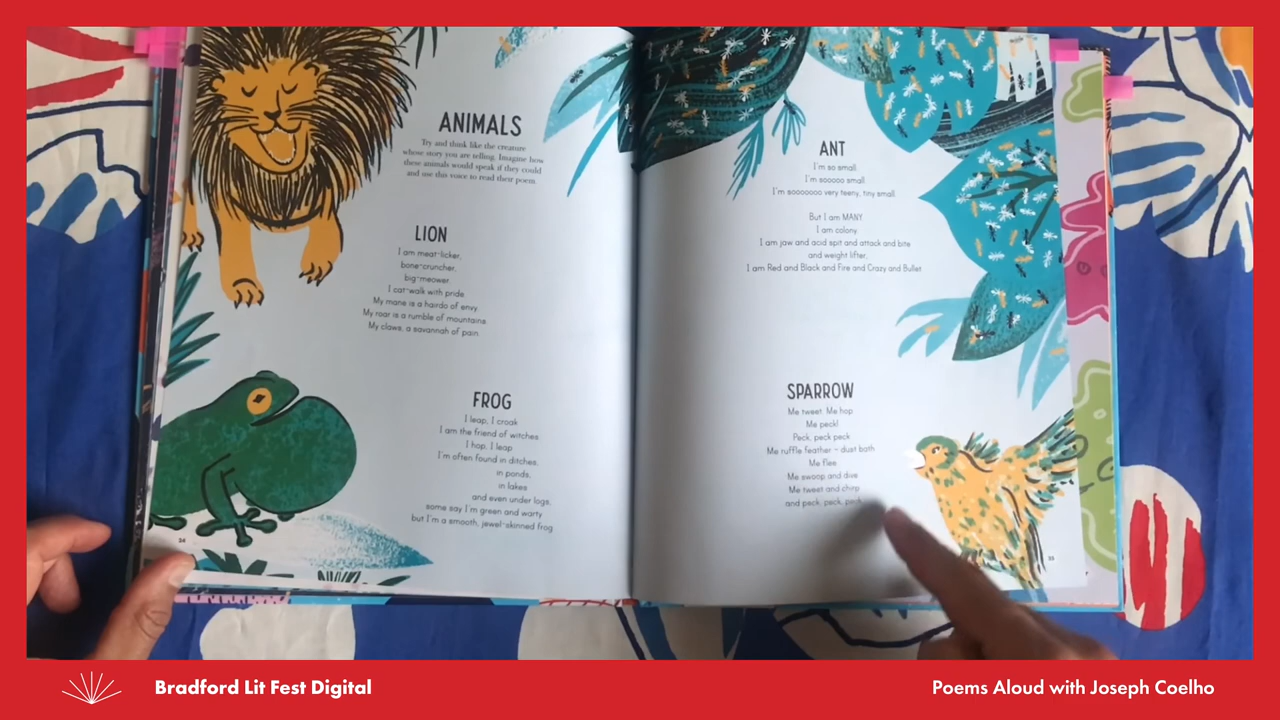 ANIMALS
Try and think like the creature
whose story you are telling. Imagine how
these animals would speak if they could
and use this voice to read their poem.
LION
I am meat-licker,
bone-cruncher,
big-meower.
I cat-walk with pride.
My mane is a hairdo of envy.
My roar is a rumble of mountains.
My claws, a savannah of pain.
FROG
I leap, I croak
I am the friend of witches.
I hop, I leap
I'm often found in ditches,
in ponds,
in lakes
and even under logs,
some say I'm green and warty
but I'm a smooth, jewel-skinned frog
34
ANT
I'm so small.
I'm sooooo small
I'm sooooooo very teeny, tiny small.
But I am MANY.
I am colony.
I am jaw and acid spit and attack and bite
and weight lifter.
I am Red and Black and Fire and Crazy and Bullet
SPARROW
Me tweet. Me hop
Me peck!
Peck, peck peck
Me ruffle feather – dust bath
Me flee
Me swoop and dive
Me tweet and chirp
and peck, peck, peck
Bradford Lit Fest Digital
Poems Aloud with Joseph Coelho